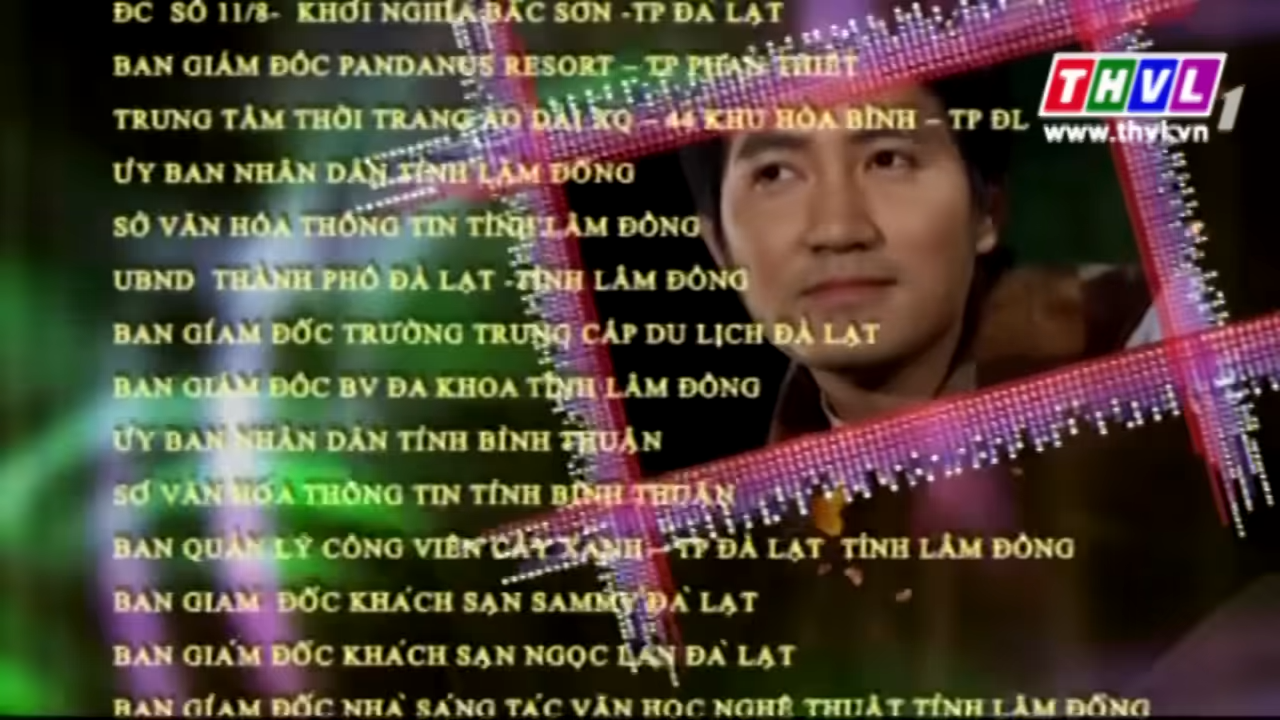 ĐC SỐ 11/8- KHỞI NGHĨA BẮC SƠN -TP ĐÀ LẠT
BAN GIÁM ĐỐC PANDANUS RESORT – TP PHAN THIẾT
TRUNG TÂM THỜI TRANG ÁO DÀI XQ – 44 KHU HÒA BÌNH – TP ĐL
ỦY BAN NHÂN DÂN TỈNH LÂM ĐỒNG
SỞ VĂN HÓA THÔNG TIN TỈNH LÂM ĐỒNG
UBND THÀNH PHỐ ĐÀ LẠT -TỈNH LÂM ĐỒNG
BAN GÍAM ĐỐC TRƯỜNG TRUNG CẤP DU LỊCH ĐÀ LẠT
BAN GIÁM ĐỐC BV ĐA KHOA TỈNH LÂM ĐỒNG
ỦY BAN NHÂN DÂN TỈNH BÌNH THUẬN
SỞ VĂN HÓA THÔNG TIN TỈNH BÌNH THUẬN
BAN QUẢN LÝ CÔNG VIÊN CÂY XANH – TP ĐÀ LẠT TỈNH LÂM ĐỒNG
BAN GIAM ĐỐC KHÁCH SẠN SAMMY ĐÀ LẠT
BAN GIÁM ĐỐC KHÁCH SẠN NGỌC LAN ĐÀ LẠT
BAN GÍAM ĐỐC NHÀ SÁNG TÁC VĂN HỌC NGHỆ THUẬT TỈNH LÂM ĐỒNG
THVL1
www.thvl.vn